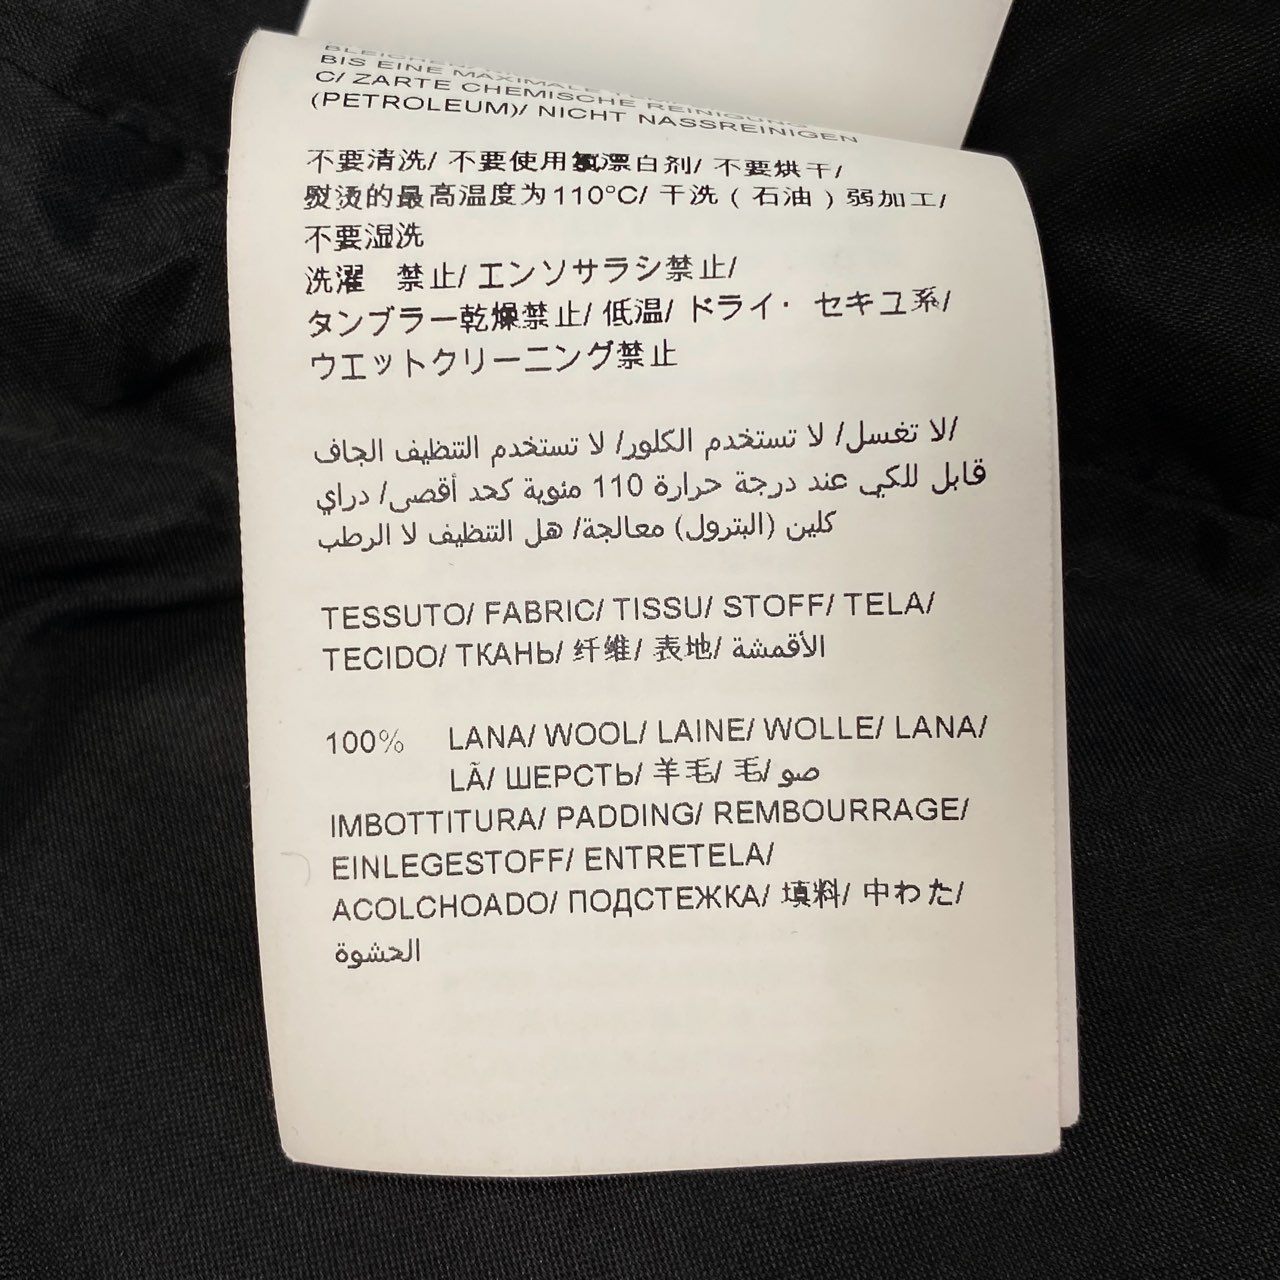 BIS EINE MAXIMALE
C/ ZARTE CHEMISCHE REINIGUNG
(PETROLEUM)/ NICHT NASSREINIGEN
不要清洗/ 不要使用氯漂白剂/ 不要烘干/
熨烫的最高温度为110°C/ 干洗 ( 石油 ) 弱加工/
不要湿洗
洗濯　禁止/ エンソサラシ禁止/
タンブラー乾燥禁止/ 低温/ ドライ・ セキユ系/
ウエットクリーニング禁止
لا تغسل/ لا تستخدم الكلور/ لا تستخدم التنظيف الجاف/
قابل للكي عند درجة حرارة 110 مئوية كحد أقصى/ دراي
كلين (البترول) معالجة/ هل التنظيف لا الرطب
TESSUTO/ FABRIC/ TISSU/ STOFF/ TELA/
TECIDO/ ТКАНЬ/ 纤维/ 表地/ الأقمشة
100% LANA/ WOOL/ LAINE/ WOLLE/ LANA/
LÃ/ ШЕРСТЬ/ 羊毛/ 毛/ صو
IMBOTTITURA/ PADDING/ REMBOURRAGE/
EINLEGESTOFF/ ENTRETELA/
ACOLCHOADO/ ПОДСТЕЖКА/ 填料/ 中わた/
الحشوة